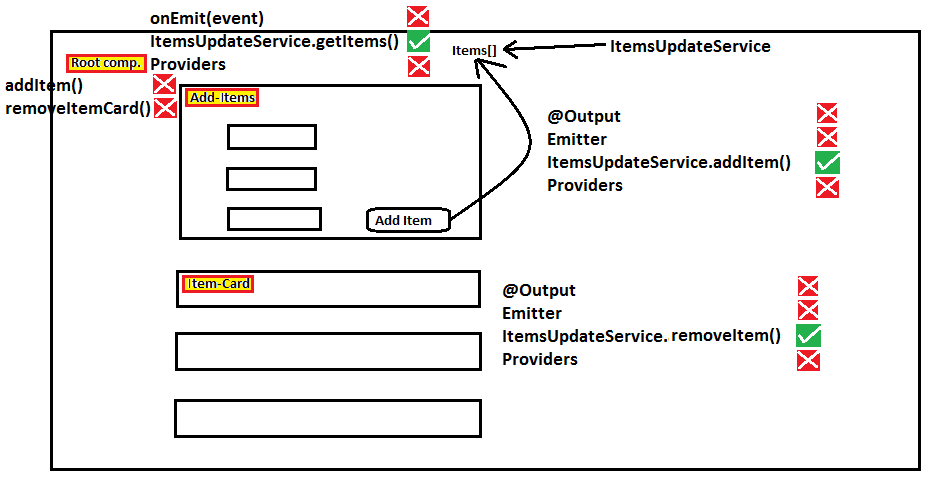 onEmit(event)
ItemsUpdateService.getItems()
Items[]
ItemsUpdateService
Root comp.
Providers
addItem()
removeItemCard()
Add-Items
@Output
Emitter
ItemsUpdateService.addItem()
Providers
Add Item
Item-Card
@Output
Emitter
ItemsUpdateService. removeItem()
Providers